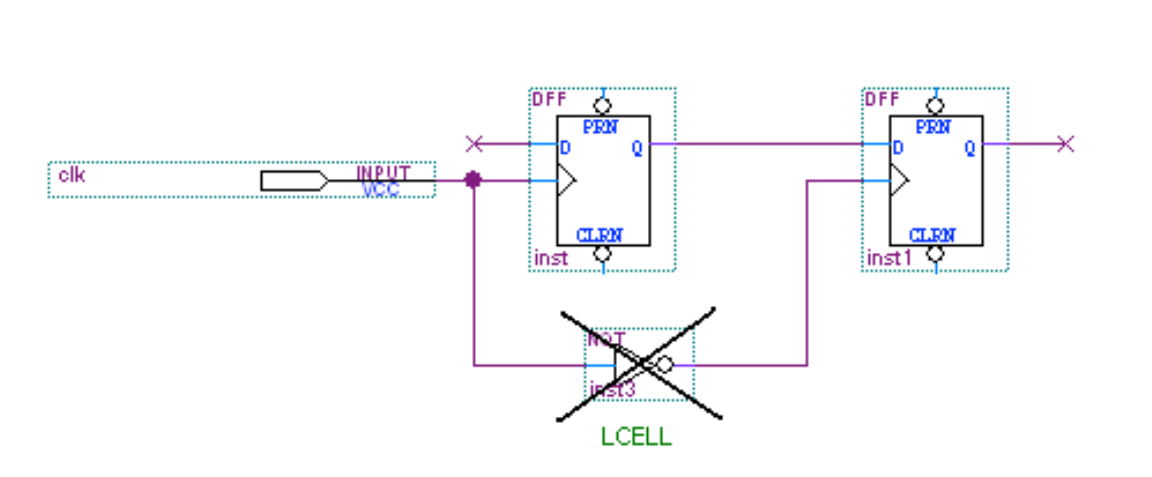 DFF
PRN
D
Q
CLRN
inst
DFF
PRN
D
Q
CLRN
inst1
clk
INPUT
VCC
NOT
inst3
LCELL